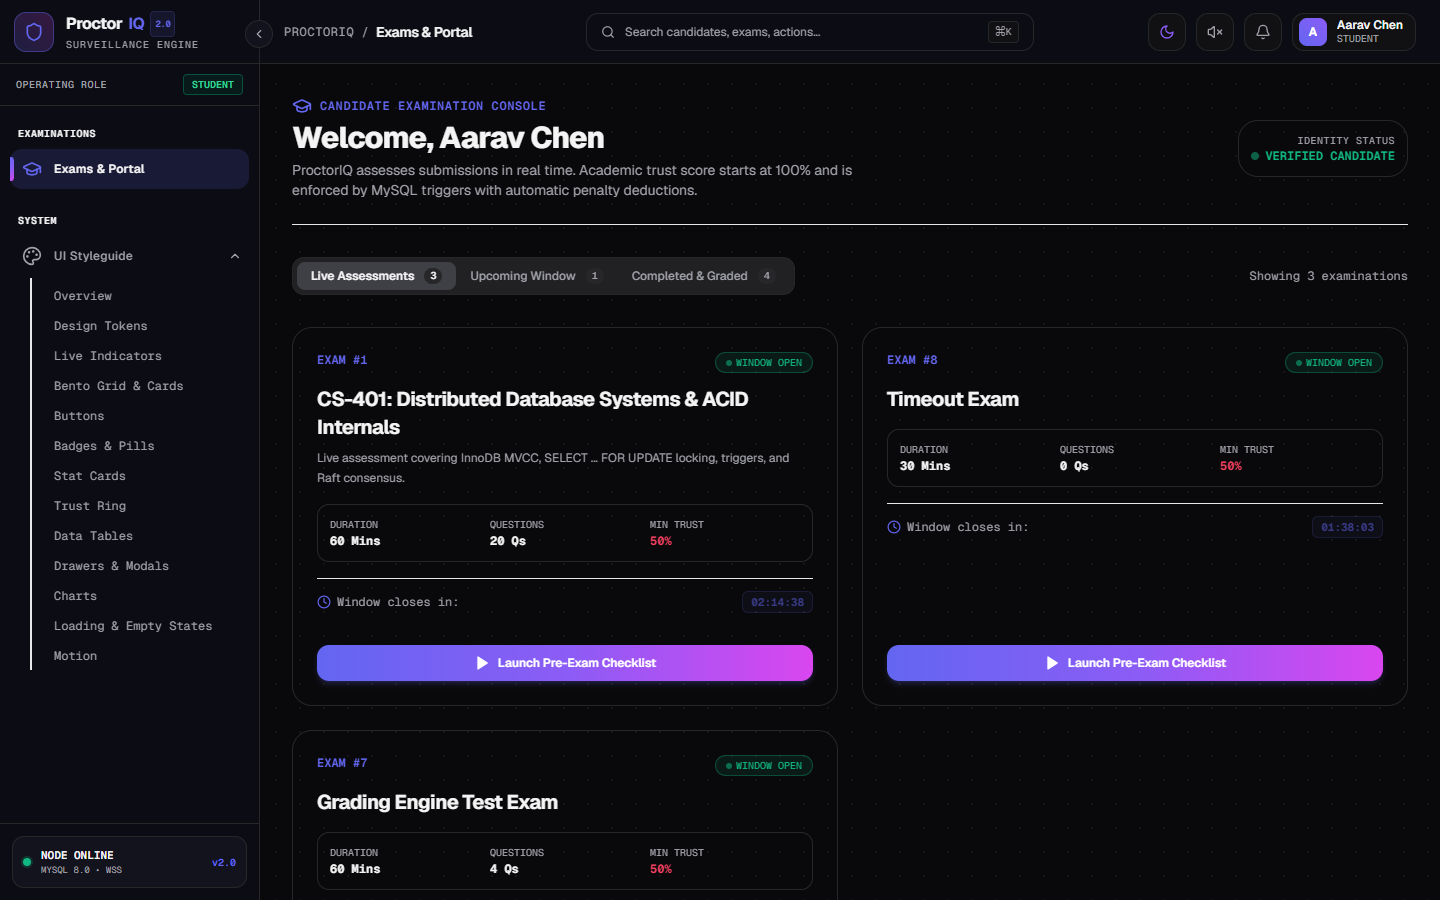 Proctor IQ 2.0
SURVEILLANCE ENGINE
PROCTORIQ / Exams & Portal
Search candidates, exams, actions...
⌘K
A
Aarav Chen
STUDENT
OPERATING ROLE
STUDENT
EXAMINATIONS
Exams & Portal
SYSTEM
UI Styleguide
Overview
Design Tokens
Live Indicators
Bento Grid & Cards
Buttons
Badges & Pills
Stat Cards
Trust Ring
Data Tables
Drawers & Modals
Charts
Loading & Empty States
Motion
NODE ONLINE
MYSQL 8.0 • WSS
v2.0
CANDIDATE EXAMINATION CONSOLE
Welcome, Aarav Chen
ProctorIQ assesses submissions in real time. Academic trust score starts at 100% and is
enforced by MySQL triggers with automatic penalty deductions.
IDENTITY STATUS
VERIFIED CANDIDATE
Live Assessments 3
Upcoming Window 1
Completed & Graded 4
Showing 3 examinations
EXAM #1
WINDOW OPEN
CS-401: Distributed Database Systems & ACID
Internals
Live assessment covering InnoDB MVCC, SELECT ... FOR UPDATE locking, triggers, and
Raft consensus.
DURATION
60 Mins
QUESTIONS
20 Qs
MIN TRUST
50%
Window closes in:
02:14:38
Launch Pre-Exam Checklist
EXAM #8
WINDOW OPEN
Timeout Exam
DURATION
30 Mins
QUESTIONS
0 Qs
MIN TRUST
50%
Window closes in:
01:38:03
Launch Pre-Exam Checklist
EXAM #7
WINDOW OPEN
Grading Engine Test Exam
DURATION
60 Mins
QUESTIONS
4 Qs
MIN TRUST
50%